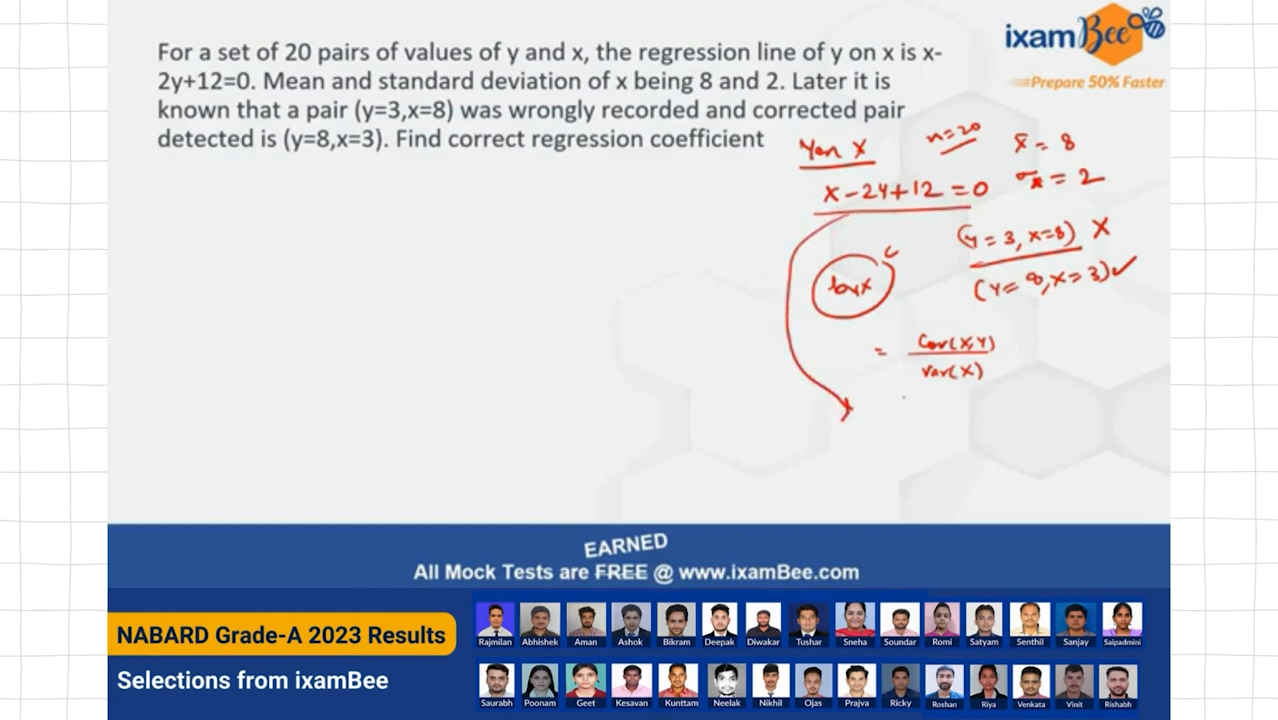 ixamBee
Prepare 50% Faster
For a set of 20 pairs of values of y and x, the regression line of y on x is x-
2y+12=0. Mean and standard deviation of x being 8 and 2. Later it is
known that a pair (y=3,x=8) was wrongly recorded and corrected pair
detected is (y=8,x=3). Find correct regression coefficient
Y on X
n=20
x̄ = 8
X-2Y+12 =0
σx = 2
(Y=3, X=8) X
(Y= 8, X=3) ✓
byx
= Cov(X,Y)
Var(X)
EARNED
All Mock Tests are FREE @ www.ixamBee.com
NABARD Grade-A 2023 Results
Selections from ixamBee
Rajmilan Abhishek Aman Ashok Bikram Deepak Diwakar Tushar Sneha Soundar Romi Satyam Senthil Sanjay Saipadmini
Saurabh Poonam Geet Kesavan Kunttam Neelak Nikhil Ojas Prajva Ricky Roshan Riya Venkata Vinit Rishabh